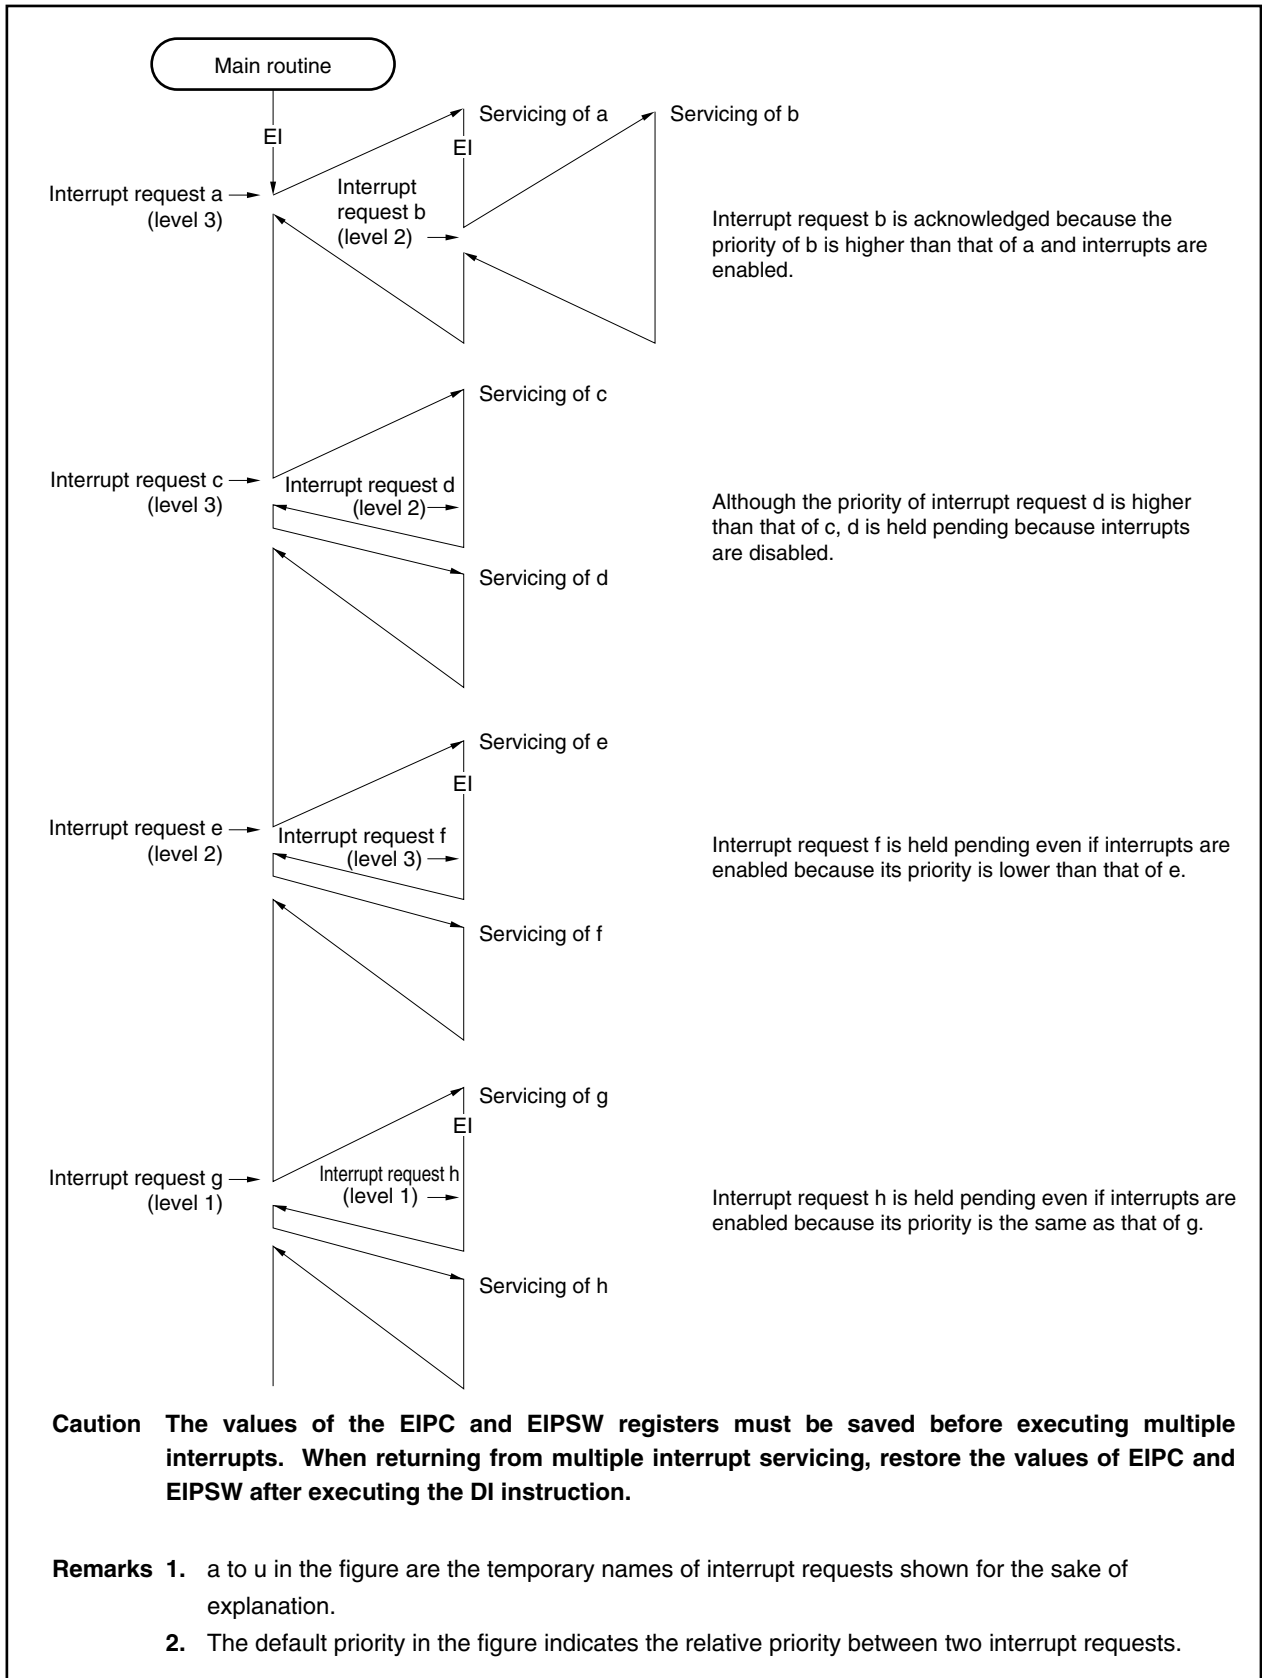 Main routine
EI
Servicing of a
Servicing of b
EI
Interrupt request a
(level 3)
Interrupt
request b
(level 2)
Interrupt request b is acknowledged because the
priority of b is higher than that of a and interrupts are
enabled.
Servicing of c
Interrupt request c
(level 3)
Interrupt request d
(level 2)
Although the priority of interrupt request d is higher
than that of c, d is held pending because interrupts
are disabled.
Servicing of d
Servicing of e
EI
Interrupt request e
(level 2)
Interrupt request f
(level 3)
Interrupt request f is held pending even if interrupts are
enabled because its priority is lower than that of e.
Servicing of f
Servicing of g
EI
Interrupt request g
(level 1)
Interrupt request h
(level 1)
Interrupt request h is held pending even if interrupts are
enabled because its priority is the same as that of g.
Servicing of h
Caution The values of the EIPC and EIPSW registers must be saved before executing multiple
interrupts. When returning from multiple interrupt servicing, restore the values of EIPC and
EIPSW after executing the DI instruction.
Remarks 1. a to u in the figure are the temporary names of interrupt requests shown for the sake of
explanation.
2. The default priority in the figure indicates the relative priority between two interrupt requests.